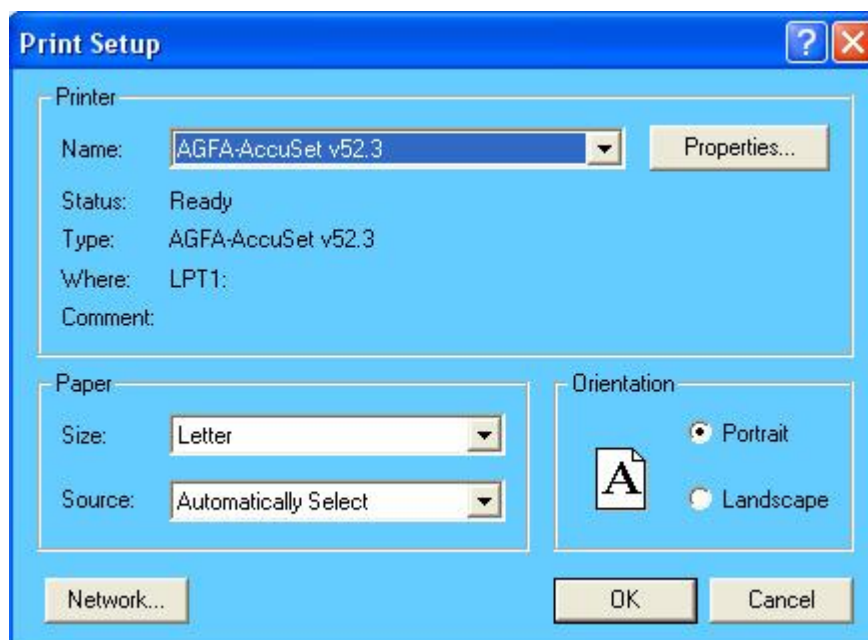 Print Setup
?
Printer
Name: AGFA-AccuSet v52.3 Properties...
Status: Ready
Type: AGFA-AccuSet v52.3
Where: LPT1:
Comment:
Paper
Size: Letter
Source: Automatically Select
Orientation
A
Portrait
Landscape
Network... OK Cancel